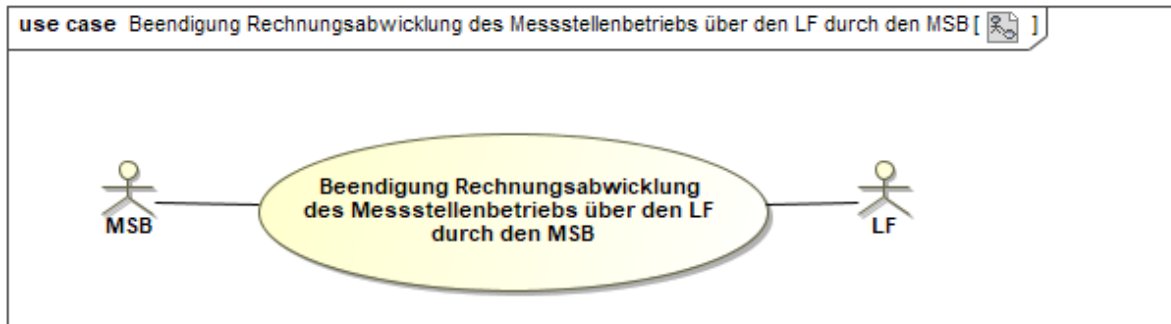 use case Beendigung Rechnungsabwicklung des Messstellenbetriebs über den LF durch den MSB [ ]
Beendigung Rechnungsabwicklung
des Messstellenbetriebs über den LF
durch den MSB
MSB
LF